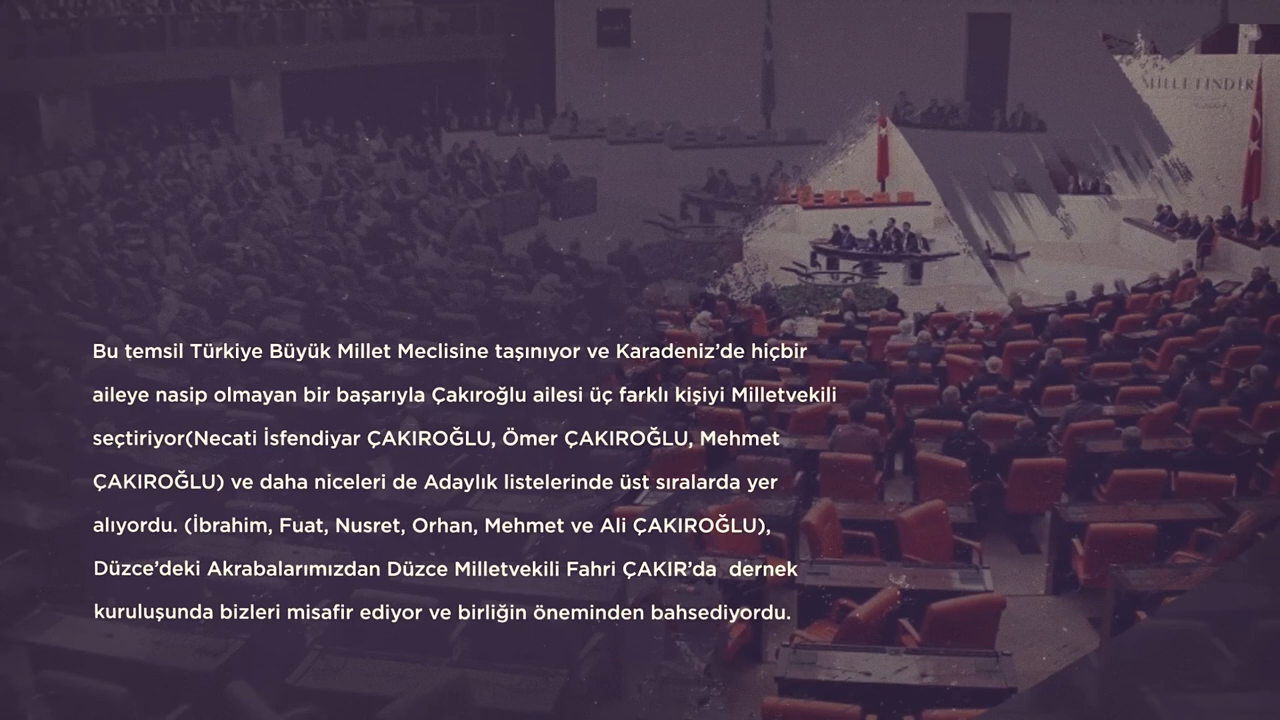 MİLLETİNDİR
Bu temsil Türkiye Büyük Millet Meclisine taşınıyor ve Karadeniz’de hiçbir
aileye nasip olmayan bir başarıyla Çakıroğlu ailesi üç farklı kişiyi Milletvekili
seçtiriyor(Necati İsfendiyar ÇAKIROĞLU, Ömer ÇAKIROĞLU, Mehmet
ÇAKIROĞLU) ve daha niceleri de Adaylık listelerinde üst sıralarda yer
alıyordu. (İbrahim, Fuat, Nusret, Orhan, Mehmet ve Ali ÇAKIROĞLU),
Düzce’deki Akrabalarımızdan Düzce Milletvekili Fahri ÇAKIR’da  dernek
kuruluşunda bizleri misafir ediyor ve birliğin öneminden bahsediyordu.